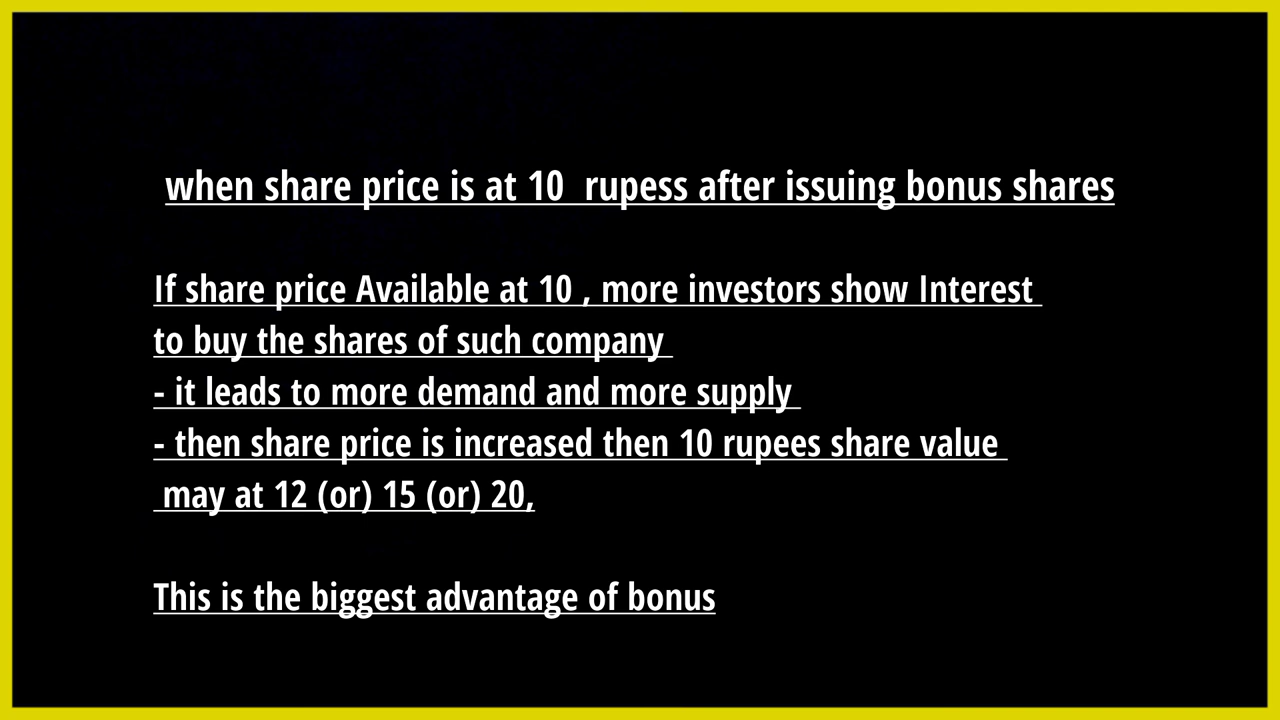 when share price is at 10  rupess after issuing bonus shares
If share price Available at 10 , more investors show Interest
to buy the shares of such company
- it leads to more demand and more supply
- then share price is increased then 10 rupees share value
may at 12 (or) 15 (or) 20,
This is the biggest advantage of bonus